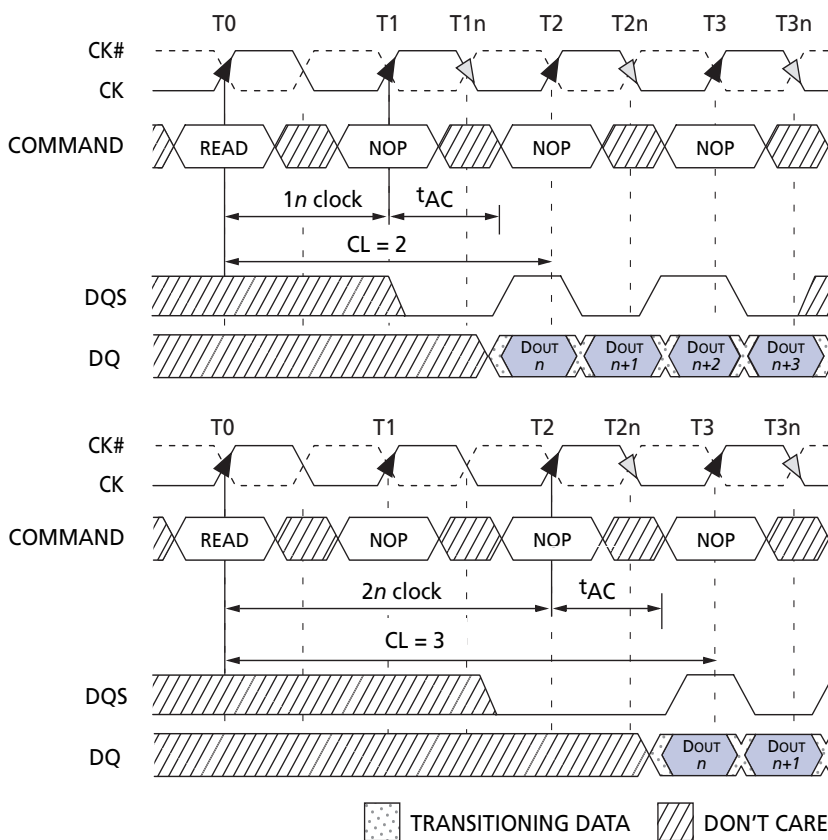 T0 T1 T1n T2 T2n T3 T3n
CK#
CK
COMMAND READ NOP NOP NOP
1n clock tAC
CL = 2
DQS
DQ DOUT n DOUT n+1 DOUT n+2 DOUT n+3
T0 T1 T2 T2n T3 T3n
CK#
CK
COMMAND READ NOP NOP NOP
2n clock tAC
CL = 3
DQS
DQ DOUT n DOUT n+1
TRANSITIONING DATA DON'T CARE